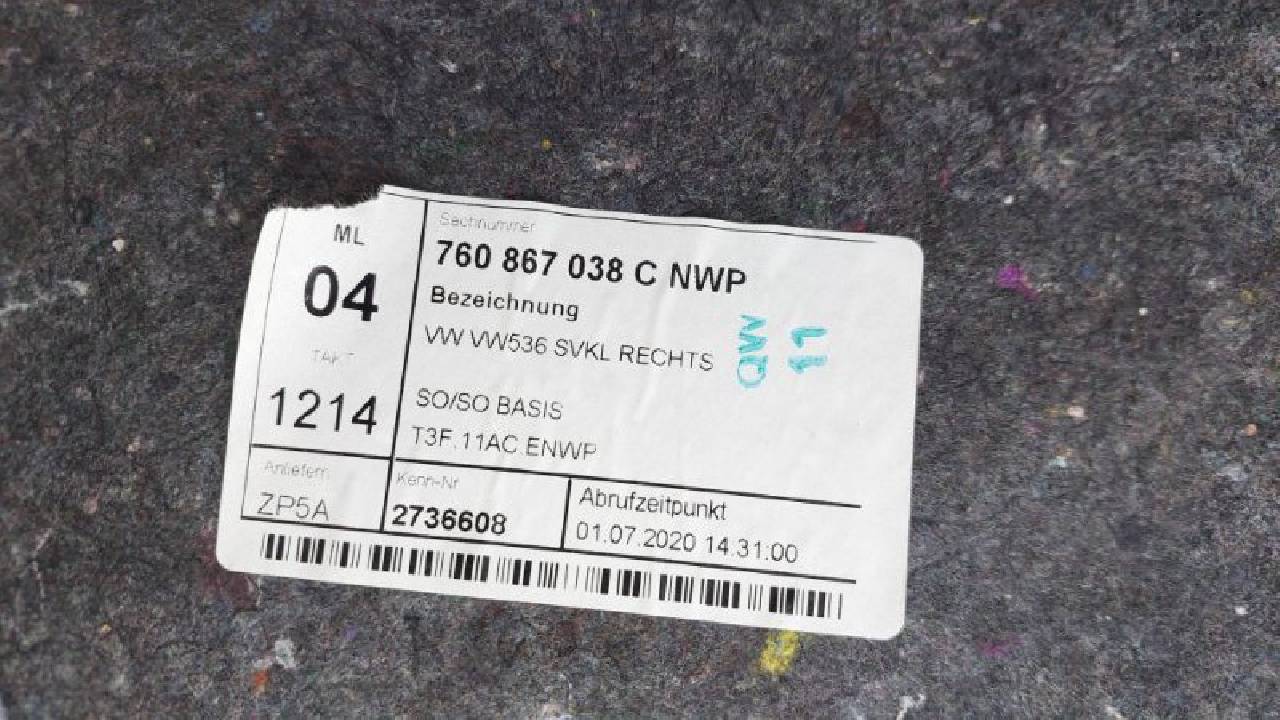 ML
04
TAKT
1214
Sachnummer
760 867 038 C NWP
Bezeichnung
VW VW536 SVKL RECHTS
SO/SO BASIS
T3F.11AC.ENWP
QW
11
Anliefern
ZP5A
Kenn-Nr
2736608
Abrufzeitpunkt
01.07.2020 14.31:00